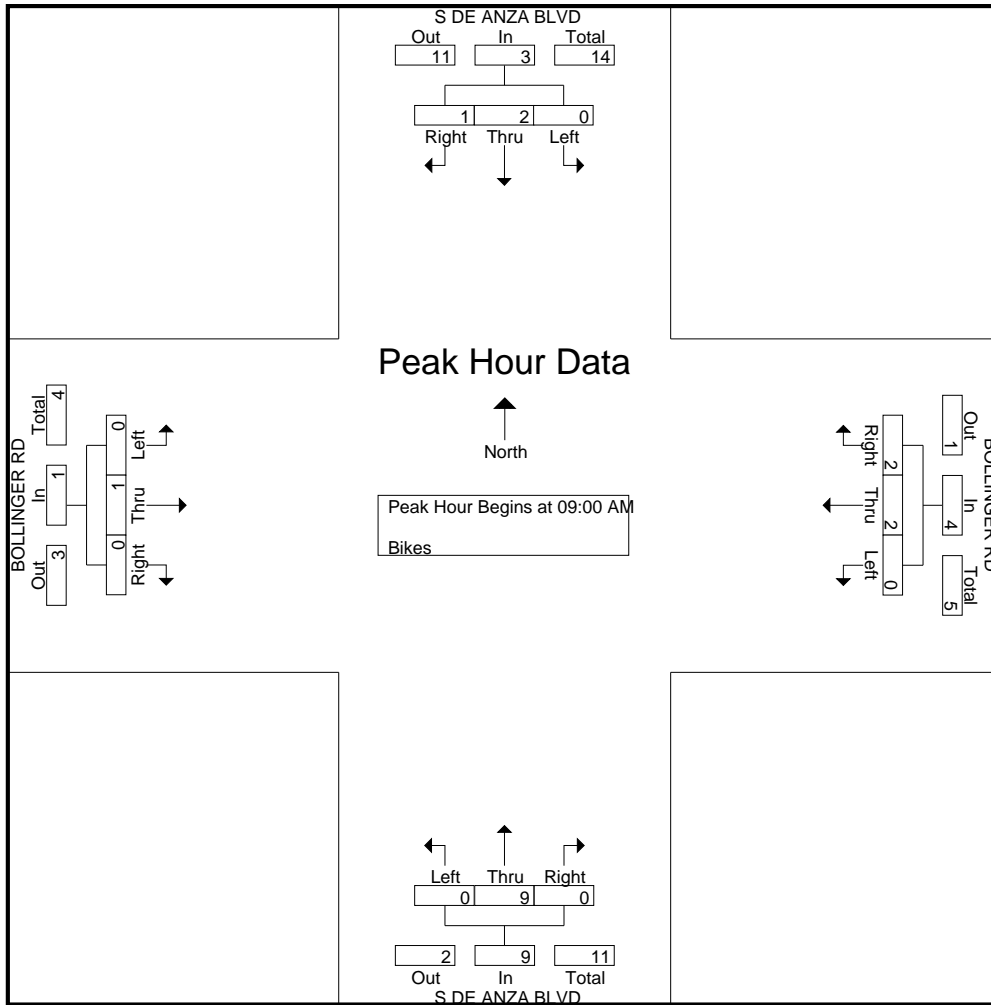 S DE ANZA BLVD
Out In Total
11 3 14
1 2 0
Right Thru Left
Peak Hour Data
North
Peak Hour Begins at 09:00 AM
Bikes
BOLLINGER RD
Total In Out
4 1 3
0 1 0
Left Thru Right
Right Thru Left
2 2 0
Out In Total
1 4 5
BOLLINGER RD
Left Thru Right
0 9 0
2 9 11
Out In Total
S DE ANZA BLVD